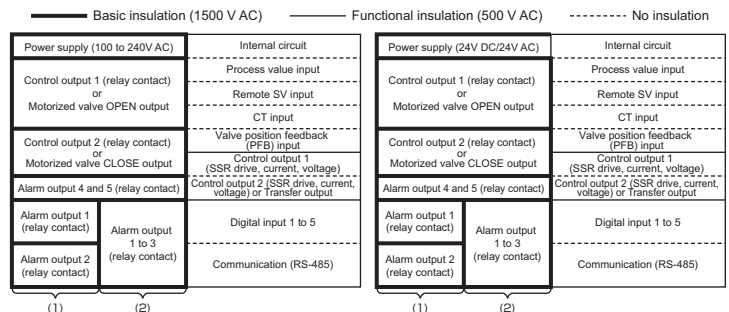 Basic insulation (1500 V AC)
Functional insulation (500 V AC)
No insulation
Power supply (100 to 240V AC)
Internal circuit
Control output 1 (relay contact)
or
Motorized valve OPEN output
Process value input
Remote SV input
CT input
Control output 2 (relay contact)
or
Motorized valve CLOSE output
Valve position feedback
(PFB) input
Control output 1
(SSR drive, current, voltage)
Alarm output 4 and 5 (relay contact)
Control output 2 (SSR drive, current,
voltage) or Transfer output
Alarm output 1
(relay contact)
Alarm output 2
(relay contact)
Alarm output
1 to 3
(relay contact)
Digital input 1 to 5
Communication (RS-485)
(1)
(2)
Power supply (24V DC/24V AC)
Internal circuit
Control output 1 (relay contact)
or
Motorized valve OPEN output
Process value input
Remote SV input
CT input
Control output 2 (relay contact)
or
Motorized valve CLOSE output
Valve position feedback
(PFB) input
Control output 1
(SSR drive, current, voltage)
Alarm output 4 and 5 (relay contact)
Control output 2 (SSR drive, current,
voltage) or Transfer output
Alarm output 1
(relay contact)
Alarm output 2
(relay contact)
Alarm output
1 to 3
(relay contact)
Digital input 1 to 5
Communication (RS-485)
(1)
(2)